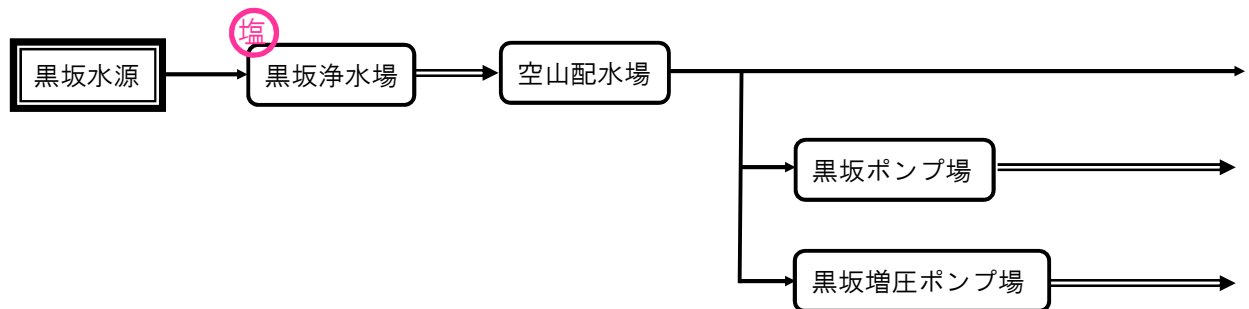 塩
黒坂水源
黒坂浄水場
空山配水場
黒坂ポンプ場
黒坂増圧ポンプ場